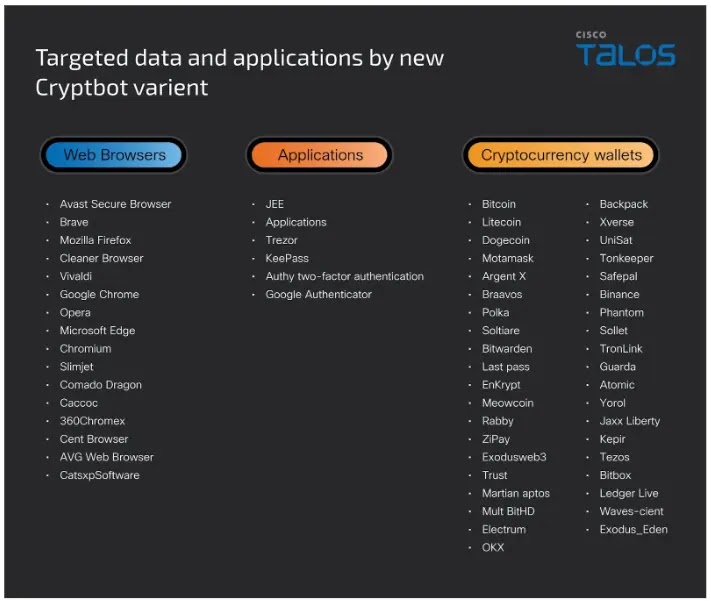 CISCO
TALOS
Targeted data and applications by new
Cryptbot varient
Web Browsers
Avast Secure Browser
Brave
Mozilla Firefox
Cleaner Browser
Vivaldi
Google Chrome
Opera
Microsoft Edge
Chromium
Slimjet
Comado Dragon
Caccoc
360Chromex
Cent Browser
AVG Web Browser
CatsxpSoftware
Applications
JEE
Applications
Trezor
KeePass
Authy two-factor authentication
Google Authenticator
Cryptocurrency wallets
Bitcoin
Litecoin
Dogecoin
Motamask
Argent X
Braavos
Polka
Soltiare
Bitwarden
Last pass
EnKrypt
Meowcoin
Rabby
ZiPay
Exodusweb3
Trust
Martian aptos
Mult BitHD
Electrum
OKX
Backpack
Xverse
UniSat
Tonkeeper
Safepal
Binance
Phantom
Sollet
TronLink
Guarda
Atomic
Yorol
Jaxx Liberty
Kepir
Tezos
Bitbox
Ledger Live
Waves-cient
Exodus_Eden